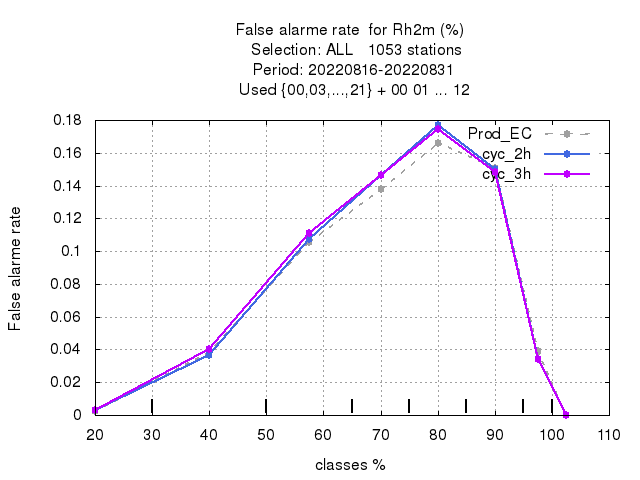 False alarme rate  for Rh2m (%)
Selection: ALL   1053 stations
Period: 20220816-20220831
Used {00,03,...,21} + 00 01 ... 12
0.18
0.16
0.14
0.12
0.1
0.08
0.06
0.04
0.02
0
False alarme rate
Prod_EC
cyc_2h
cyc_3h
20 30 40 50 60 70 80 90 100 110
classes %